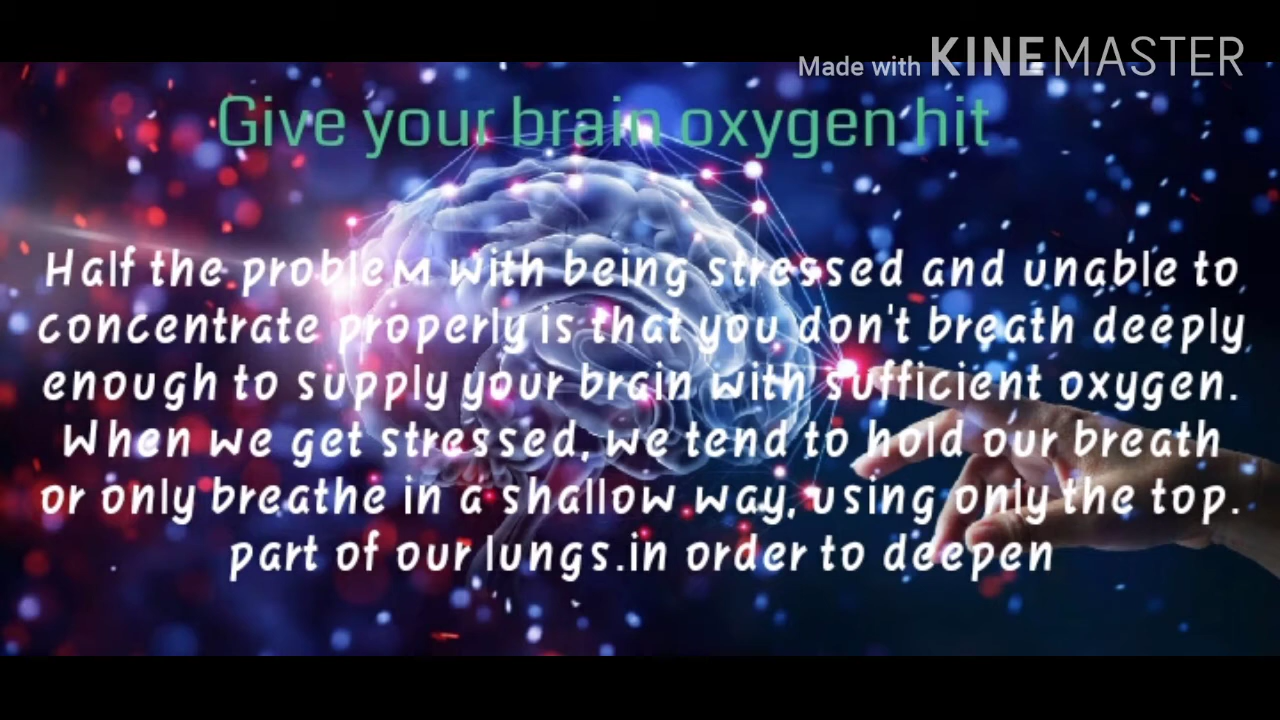 Made with KINEMASTER
Give your brain oxygen hit
Half the problem with being stressed and unable to
concentrate properly is that you don't breath deeply
enough to supply your brain with sufficient oxygen.
When we get stressed, we tend to hold our breath
or only breathe in a shallow way, using only the top.
part of our lungs.in order to deepen